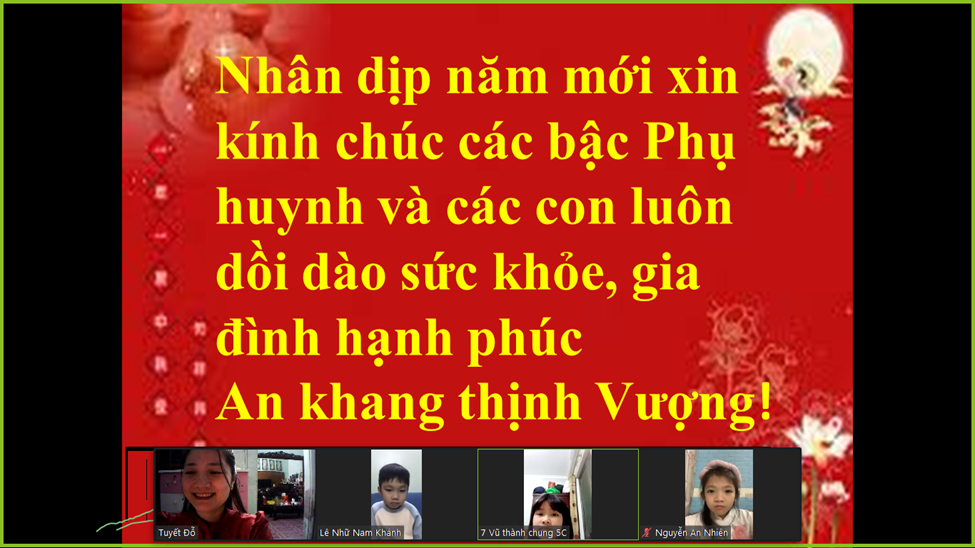 Nhân dịp năm mới xin
kính chúc các bậc Phụ
huynh và các con luôn
dồi dào sức khỏe, gia
đình hạnh phúc
An khang thịnh Vượng!
Tuyết Đỗ
Lê Nhữ Nam Khánh
7 Vũ thành chung 5C
Nguyễn An Nhiên